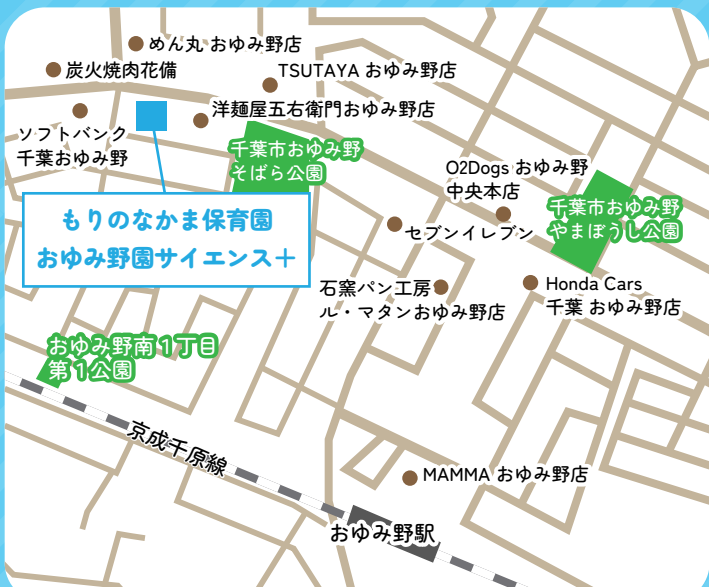 めん丸 おゆみ野店
炭火焼肉花備
TSUTAYA おゆみ野店
洋麺屋五右衛門おゆみ野店
ソフトバンク
千葉おゆみ野
千葉市おゆみ野
そばら公園
O2Dogs おゆみ野
中央本店
千葉市おゆみ野
やまぼうし公園
もりのなかま保育園
おゆみ野園サイエンス+
セブンイレブン
石窯パン工房
ル・マタンおゆみ野店
Honda Cars
千葉 おゆみ野店
おゆみ野南1丁目
第1公園
京成千原線
MAMMA おゆみ野店
おゆみ野駅